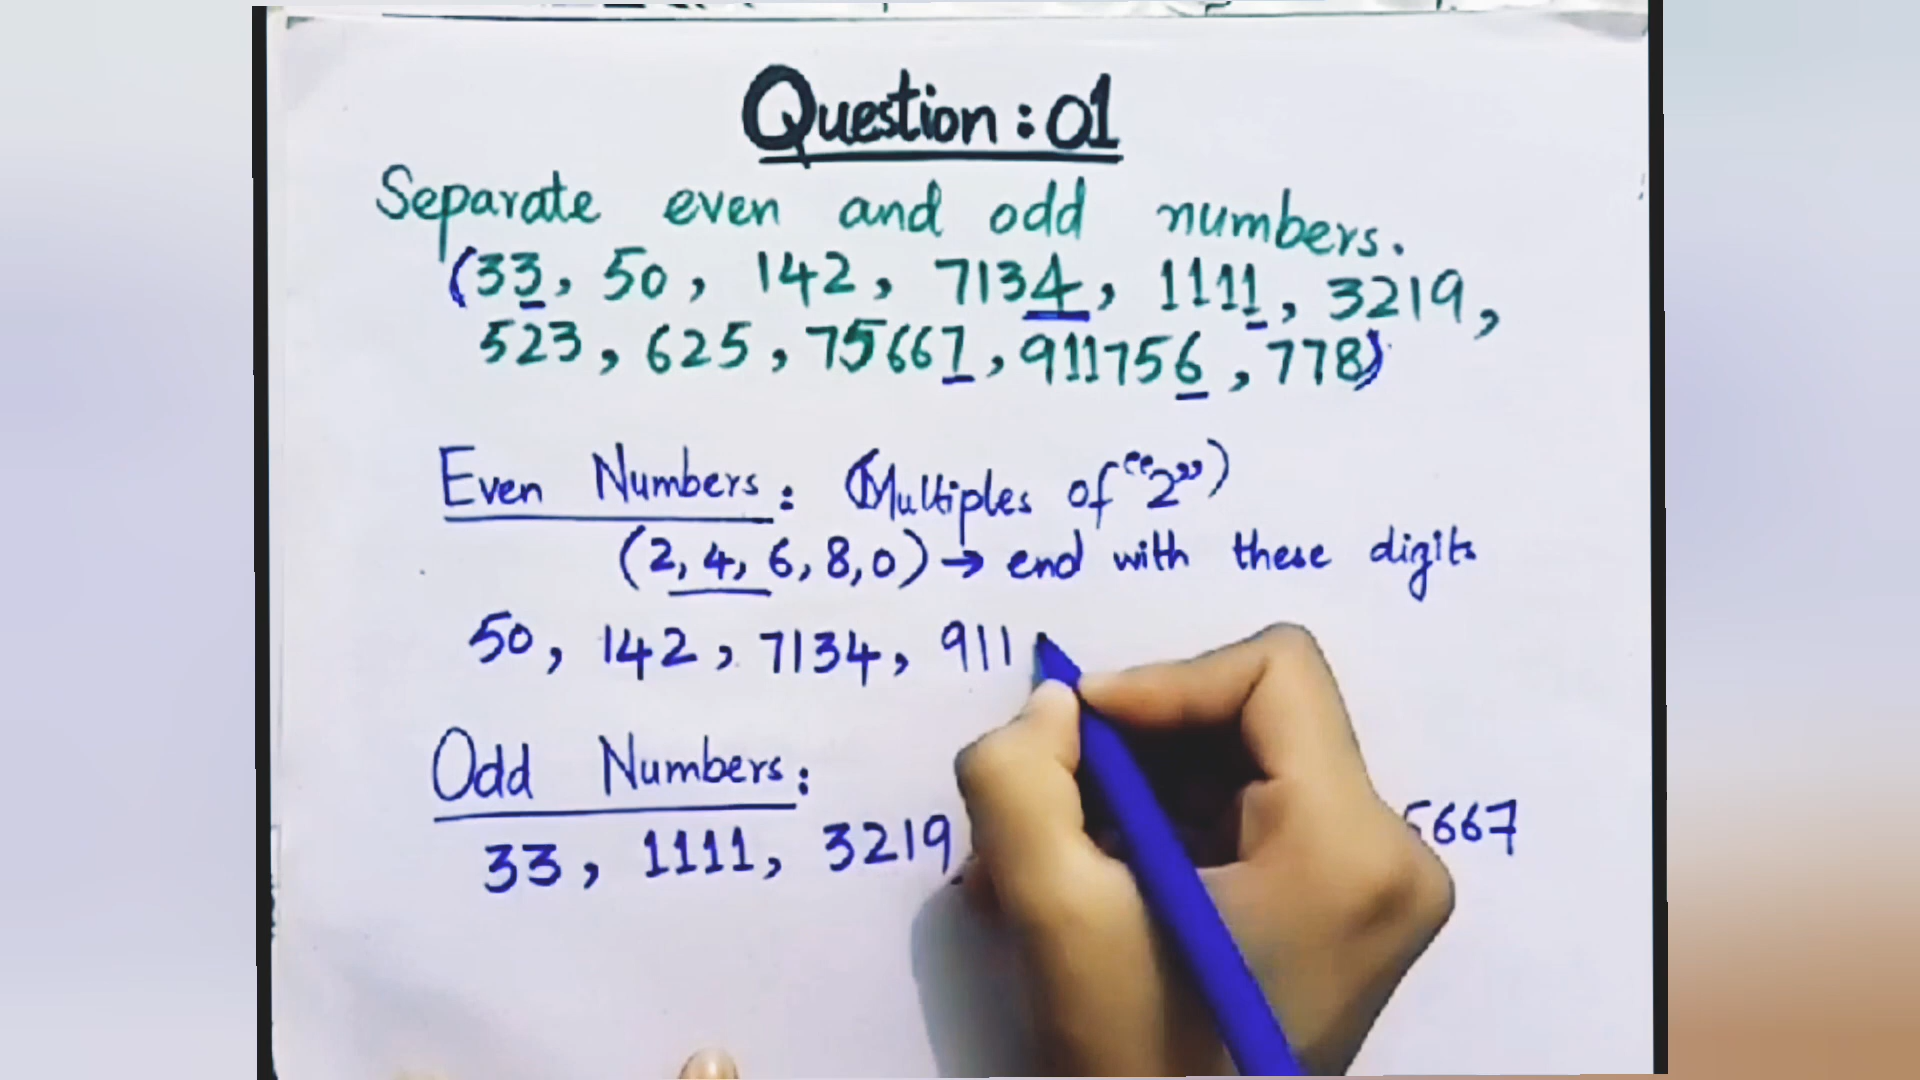 Question : 01
Separate even and odd numbers.
(33, 50, 142, 7134, 1111, 3219,
523, 625, 75667, 911756, 778)
Even Numbers: (Multiples of “2”)
(2, 4, 6, 8, 0) → end with these digits
50, 142, 7134, 911
Odd Numbers:
33, 1111, 3219, 5667